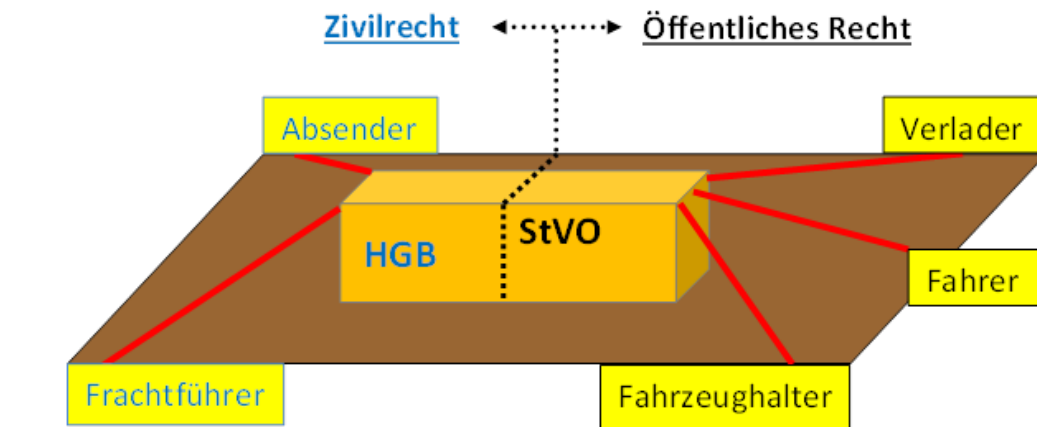 Zivilrecht
Öffentliches Recht
Absender
Verlader
StVO
HGB
Fahrer
Frachtführer
Fahrzeughalter